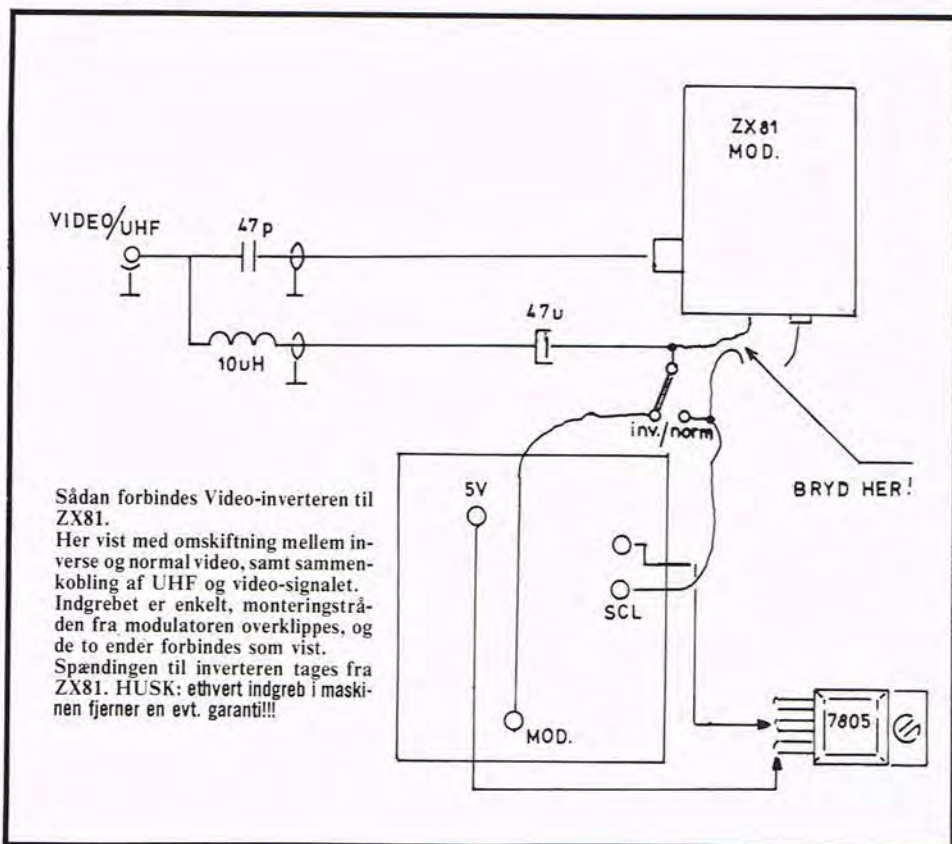 ZX81
MOD.
VIDEO/UHF
47p
47u
10uH
inv./norm
BRYD HER!
5V
SCL
MOD.
7805
Sådan forbindes Video-inverteren til
ZX81.
Her vist med omskiftning mellem in-
verse og normal video, samt sammen-
kobling af UHF og video-signalet.
Indgrebet er enkelt, monteringstrå-
den fra modulatoren overklippes, og
de to ender forbindes som vist.
Spændingen til inverteren tages fra
ZX81. HUSK: ethvert indgreb i maski-
nen fjerner en evt. garanti!!!